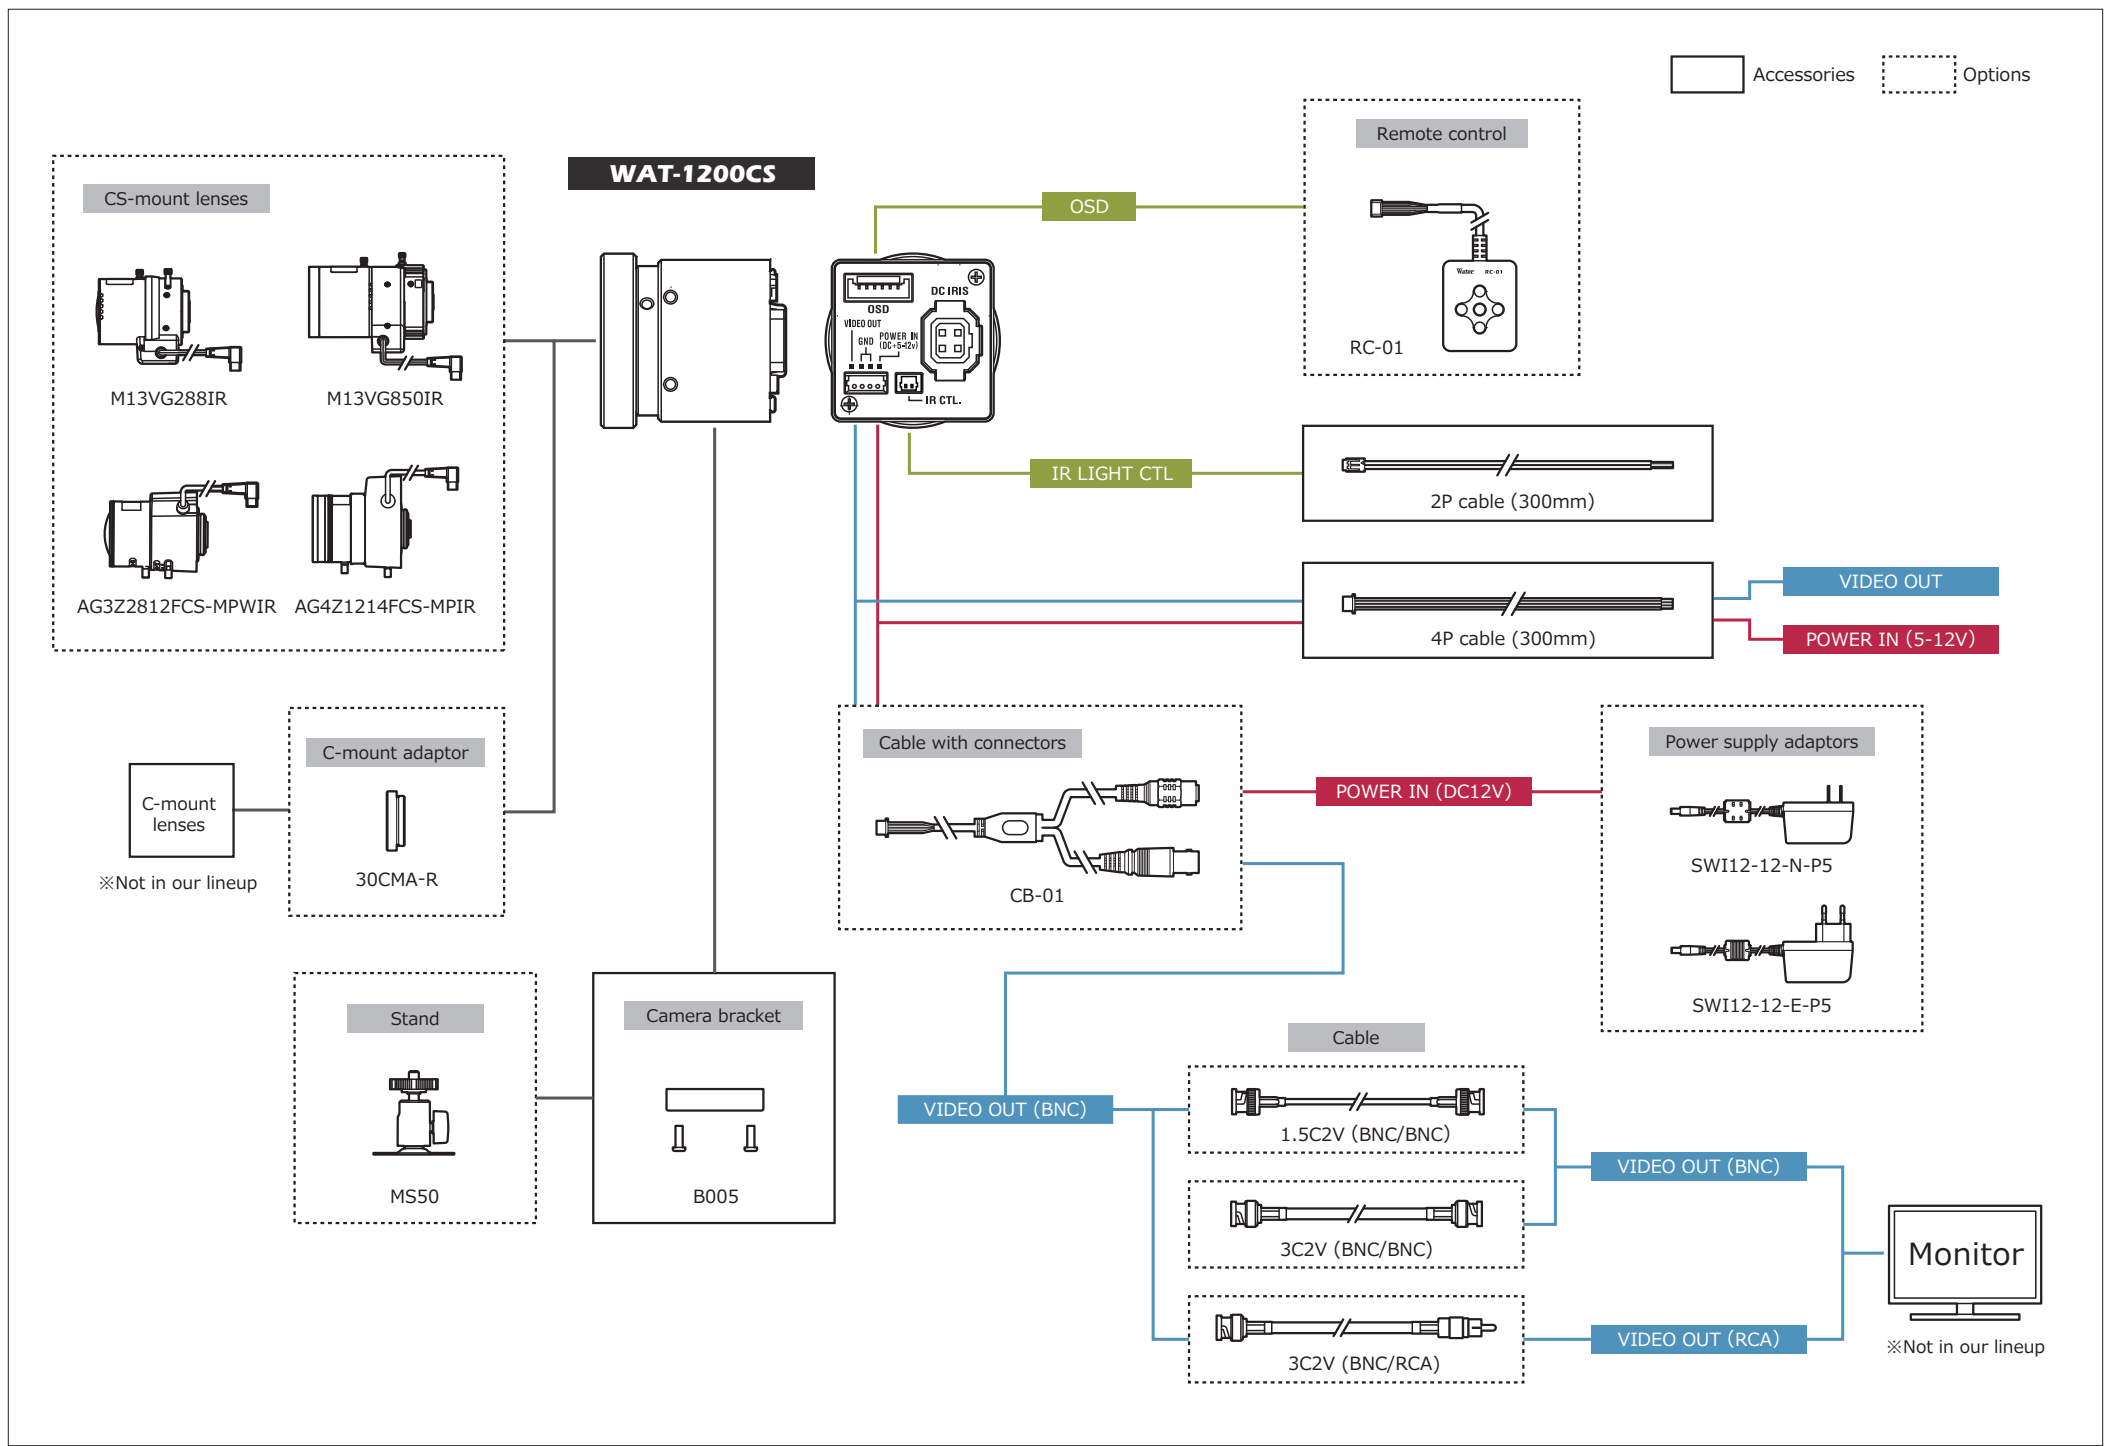 Accessories
Options
Remote control
WAT-1200CS
CS-mount lenses
OSD
Watec RC-01
RC-01
DC IRIS
OSD
VIDEO OUT
GND
POWER IN
(DC+5-12v)
IR CTL.
M13VG288IR
M13VG850IR
AG3Z2812FCS-MPWIR
AG4Z1214FCS-MPIR
IR LIGHT CTL
2P cable (300mm)
4P cable (300mm)
VIDEO OUT
POWER IN (5-12V)
C-mount adaptor
C-mount
lenses
※Not in our lineup
30CMA-R
Cable with connectors
CB-01
POWER IN (DC12V)
Power supply adaptors
SWI12-12-N-P5
SWI12-12-E-P5
Stand
MS50
Camera bracket
B005
Cable
VIDEO OUT (BNC)
1.5C2V (BNC/BNC)
3C2V (BNC/BNC)
3C2V (BNC/RCA)
VIDEO OUT (BNC)
VIDEO OUT (RCA)
Monitor
※Not in our lineup